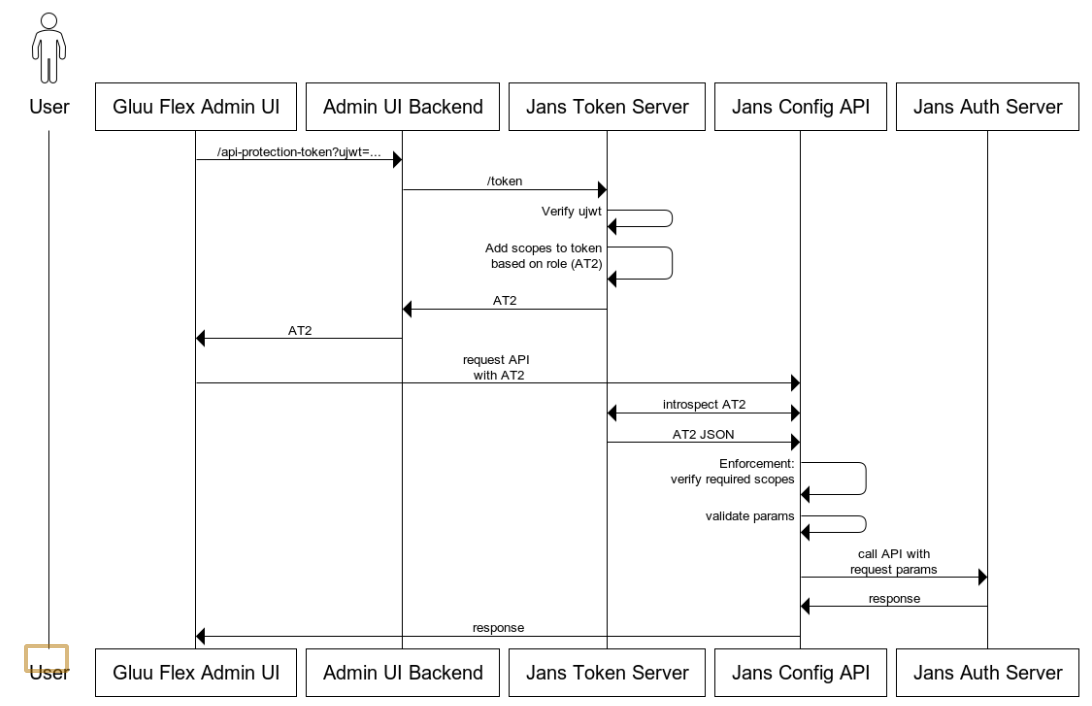 User
Gluu Flex Admin UI
Admin UI Backend
Jans Token Server
Jans Config API
Jans Auth Server
/api-protection-token?ujwt=...
/token
Verify ujwt
Add scopes to token
based on role (AT2)
AT2
AT2
request API
with AT2
introspect AT2
AT2 JSON
Enforcement:
verify required scopes
validate params
call API with
request params
response
response
User
Gluu Flex Admin UI
Admin UI Backend
Jans Token Server
Jans Config API
Jans Auth Server